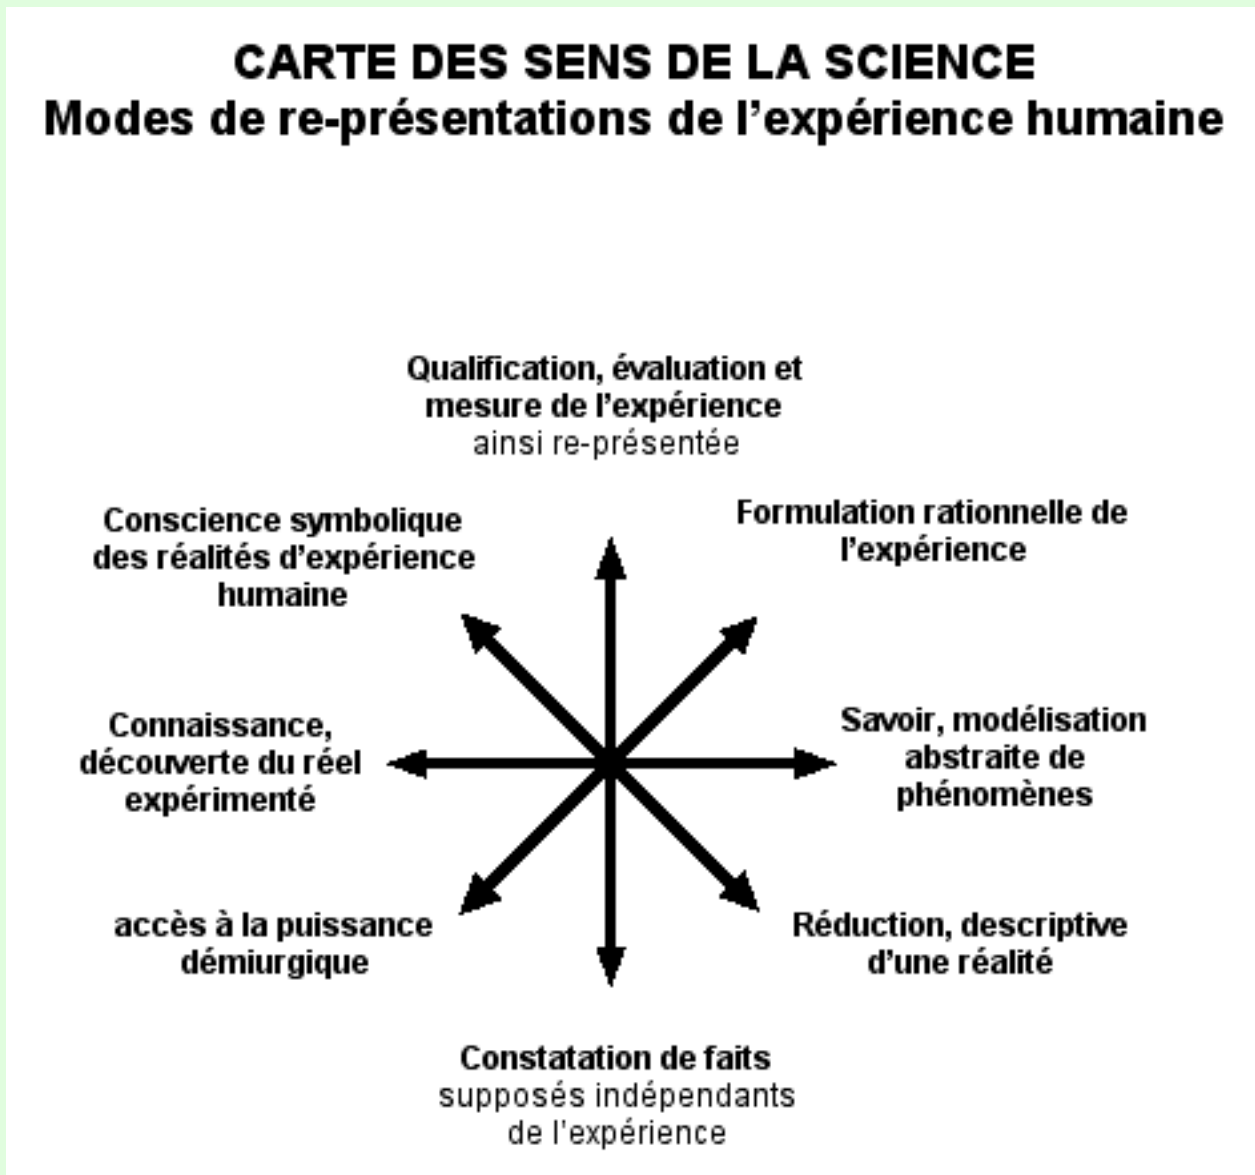 CARTE DES SENS DE LA SCIENCE
Modes de re-présentations de l’expérience humaine
Qualification, évaluation et
mesure de l’expérience
ainsi re-présentée
Conscience symbolique
des réalités d’expérience
humaine
Formulation rationnelle de
l’expérience
Connaissance,
découverte du réel
expérimenté
Savoir, modélisation
abstraite de
phénomènes
accès à la puissance
démiurgique
Réduction, descriptive
d’une réalité
Constatation de faits
supposés indépendants
de l’expérience